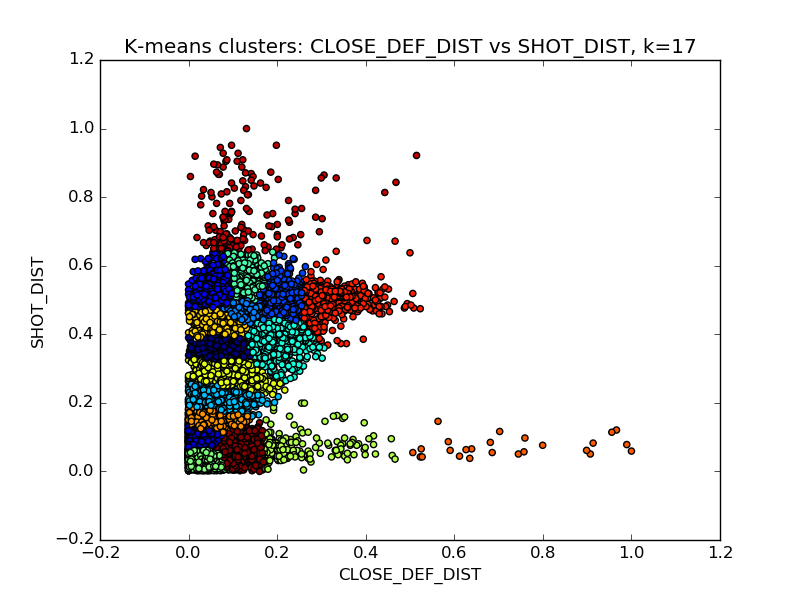 K-means clusters: CLOSE_DEF_DIST vs SHOT_DIST, k=17
1.2
1.0
0.8
0.6
0.4
0.2
0.0
−0.2
SHOT_DIST
−0.2 0.0 0.2 0.4 0.6 0.8 1.0 1.2
CLOSE_DEF_DIST